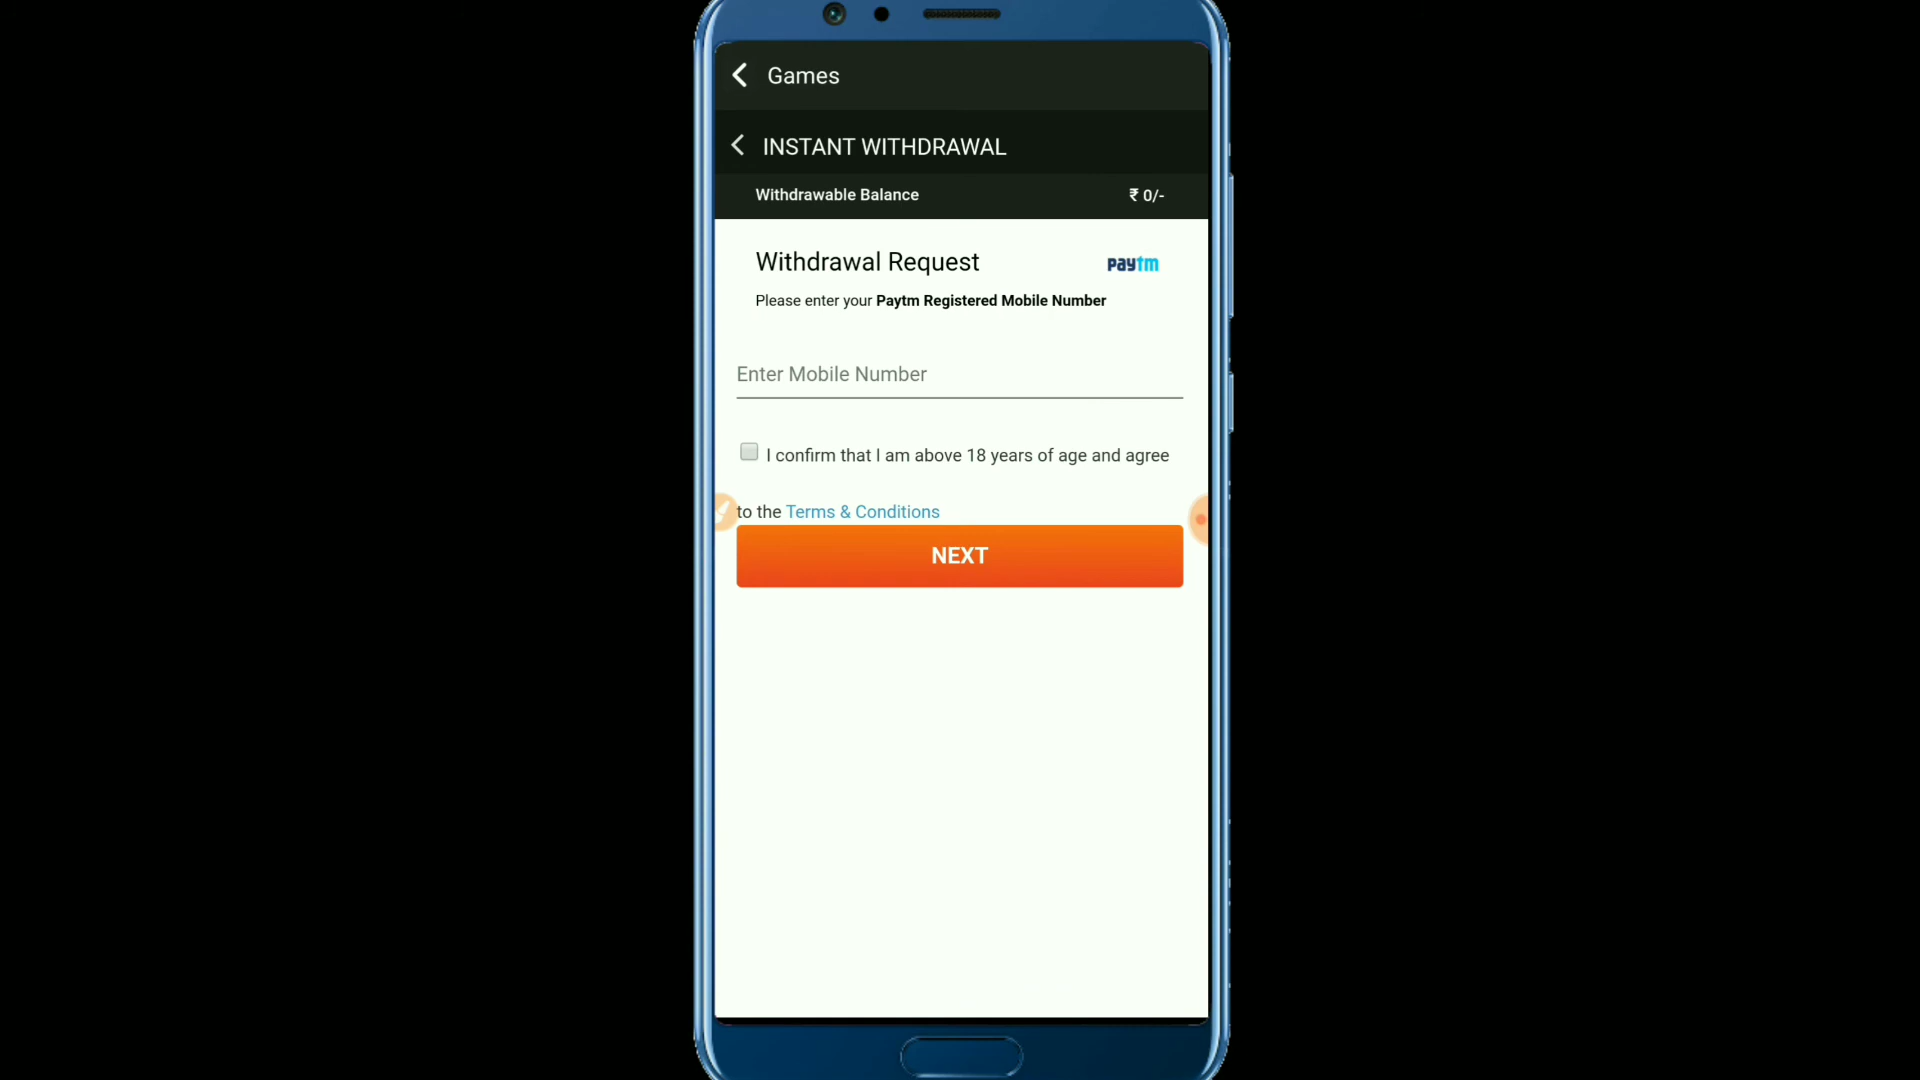 Games
INSTANT WITHDRAWAL
Withdrawable Balance ₹ 0/-
Withdrawal Request paytm
Please enter your Paytm Registered Mobile Number
Enter Mobile Number
I confirm that I am above 18 years of age and agree
to the Terms & Conditions
NEXT